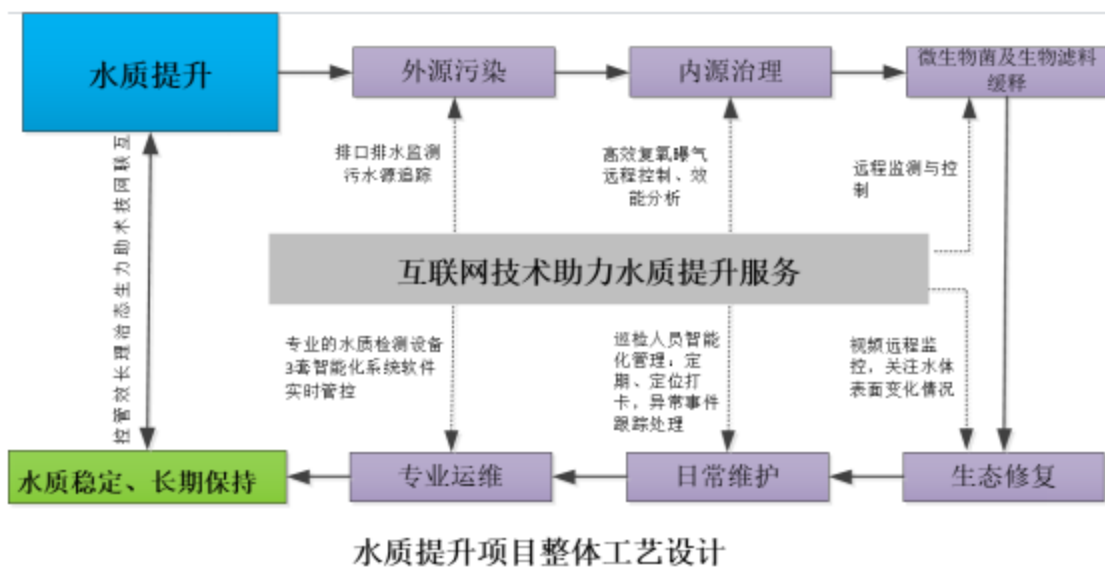 水质提升
外源污染
内源治理
微生物菌及生物滤料
缓释
排口排水监测
污水源追踪
高效复氧曝气
远程控制、效
能分析
远程监测与控
制
互联网技术助力生态治理长效管控
互联网技术助力水质提升服务
专业的水质检测设备
3套智能化系统软件
实时管控
巡检人员智能
化管理：定
期、定位打
卡，异常事件
跟踪处理
视频远程监
控，关注水体
表面变化情况
水质稳定、长期保持
专业运维
日常维护
生态修复
水质提升项目整体工艺设计